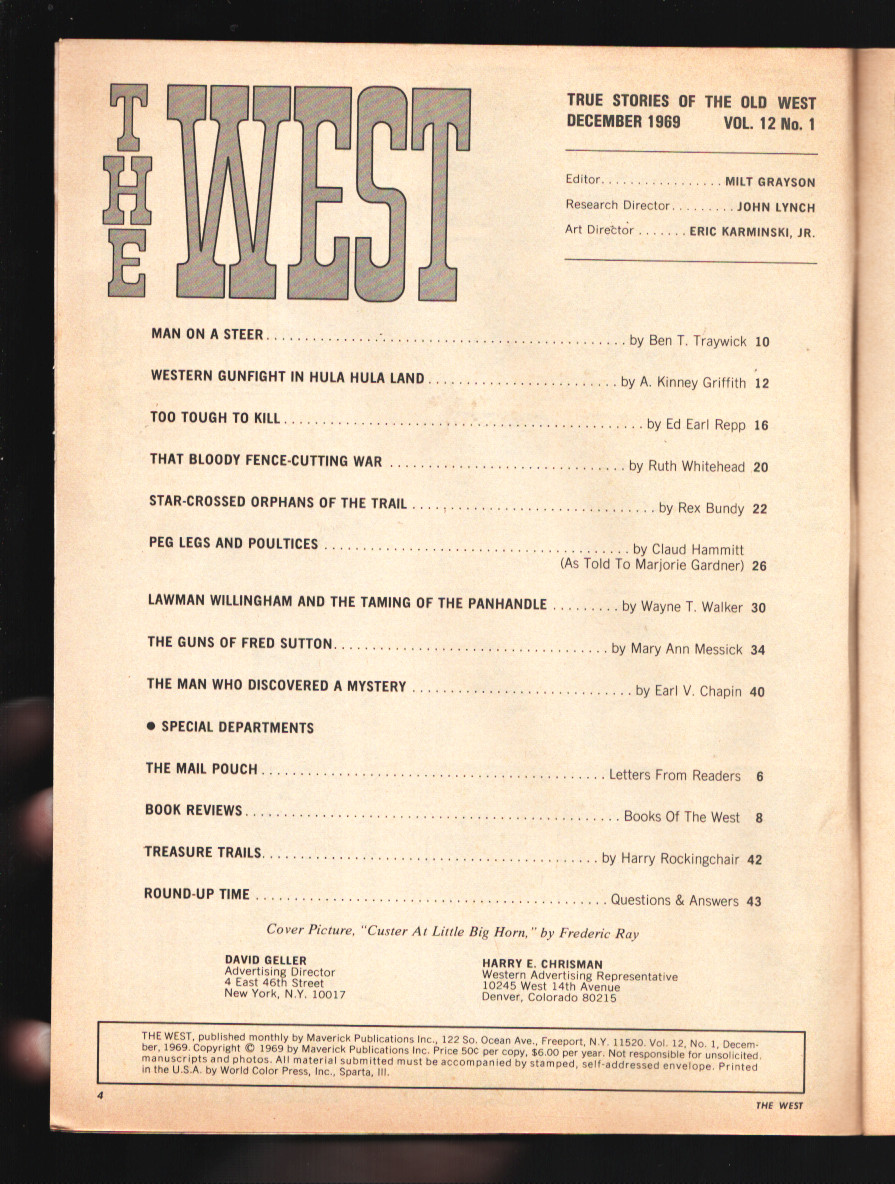 THE WEST
TRUE STORIES OF THE OLD WEST
DECEMBER 1969 VOL. 12 No. 1
Editor................. MILT GRAYSON
Research Director......... JOHN LYNCH
Art Director ....... ERIC KARMINSKI, JR.
MAN ON A STEER............................................... by Ben T. Traywick 10
WESTERN GUNFIGHT IN HULA HULA LAND......................... by A. Kinney Griffith 12
TOO TOUGH TO KILL............................................... by Ed Earl Repp 16
THAT BLOODY FENCE-CUTTING WAR .............................. by Ruth Whitehead 20
STAR-CROSSED ORPHANS OF THE TRAIL ............................... by Rex Bundy 22
PEG LEGS AND POULTICES ........................................ by Claud Hammitt
(As Told To Marjorie Gardner) 26
LAWMAN WILLINGHAM AND THE TAMING OF THE PANHANDLE ......... by Wayne T. Walker 30
THE GUNS OF FRED SUTTON.................................... by Mary Ann Messick 34
THE MAN WHO DISCOVERED A MYSTERY ............................ by Earl V. Chapin 40
● SPECIAL DEPARTMENTS
THE MAIL POUCH............................................. Letters From Readers 6
BOOK REVIEWS................................................. Books Of The West 8
TREASURE TRAILS............................................ by Harry Rockingchair 42
ROUND-UP TIME .............................................. Questions & Answers 43
Cover Picture, "Custer At Little Big Horn," by Frederic Ray
DAVID GELLER
Advertising Director
4 East 46th Street
New York, N.Y. 10017
HARRY E. CHRISMAN
Western Advertising Representative
10245 West 14th Avenue
Denver, Colorado 80215
THE WEST, published monthly by Maverick Publications Inc., 122 So. Ocean Ave., Freeport, N.Y. 11520. Vol. 12, No. 1, Decem-
ber, 1969. Copyright © 1969 by Maverick Publications Inc. Price 50C per copy, $6.00 per year. Not responsible for unsolicited.
manuscripts and photos. All material submitted must be accompanied by stamped, self-addressed envelope. Printed
in the U.S.A. by World Color Press, Inc., Sparta, Ill.
4
THE WEST